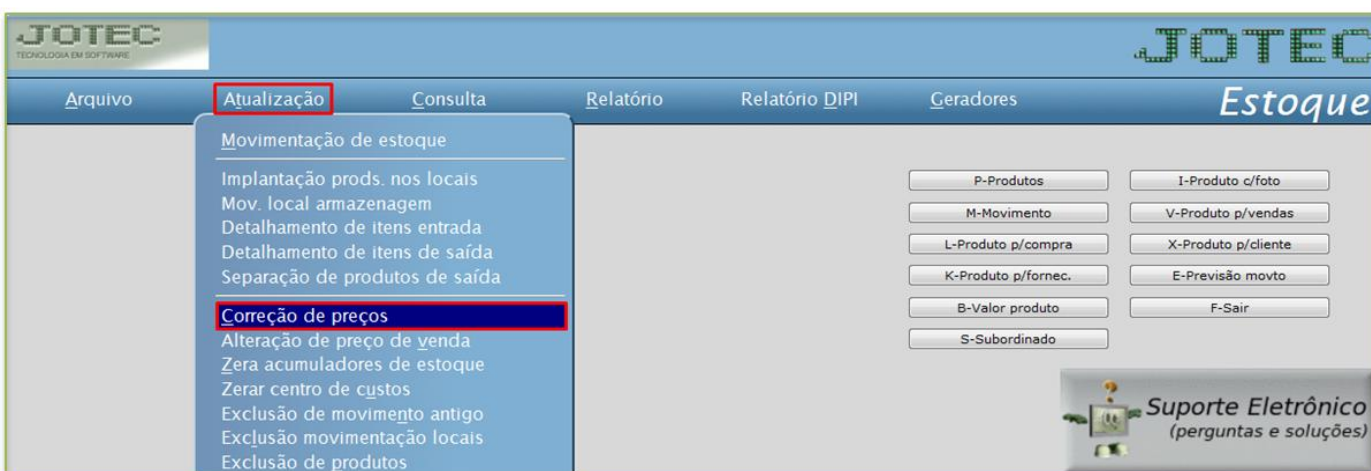 JOTEC
TECNOLOGIA EM SOFTWARE
JOTEC
Arquivo Atualização Consulta Relatório Relatório DIPI Geradores Estoque
Movimentação de estoque
Implantação prods. nos locais
Mov. local armazenagem
Detalhamento de itens entrada
Detalhamento de itens de saída
Separação de produtos de saída
Correção de preços
Alteração de preço de venda
Zera acumuladores de estoque
Zerar centro de custos
Exclusão de movimento antigo
Exclusão movimentação locais
Exclusão de produtos
P-Produtos I-Produto c/foto
M-Movimento V-Produto p/vendas
L-Produto p/compra X-Produto p/cliente
K-Produto p/fornec. E-Previsão movto
B-Valor produto F-Sair
S-Subordinado
Suporte Eletrônico
(perguntas e soluções)